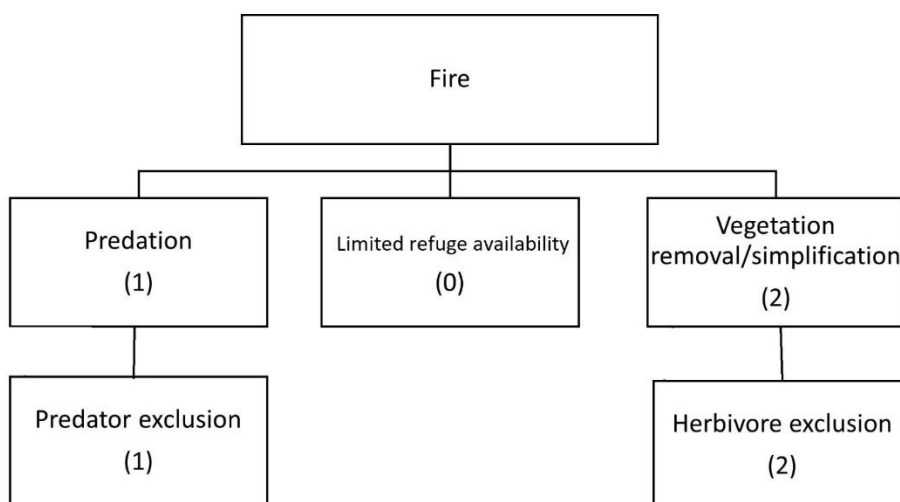 Fire
Predation
(1)
Limited refuge availability
(0)
Vegetation
removal/simplification
(2)
Predator exclusion
(1)
Herbivore exclusion
(2)